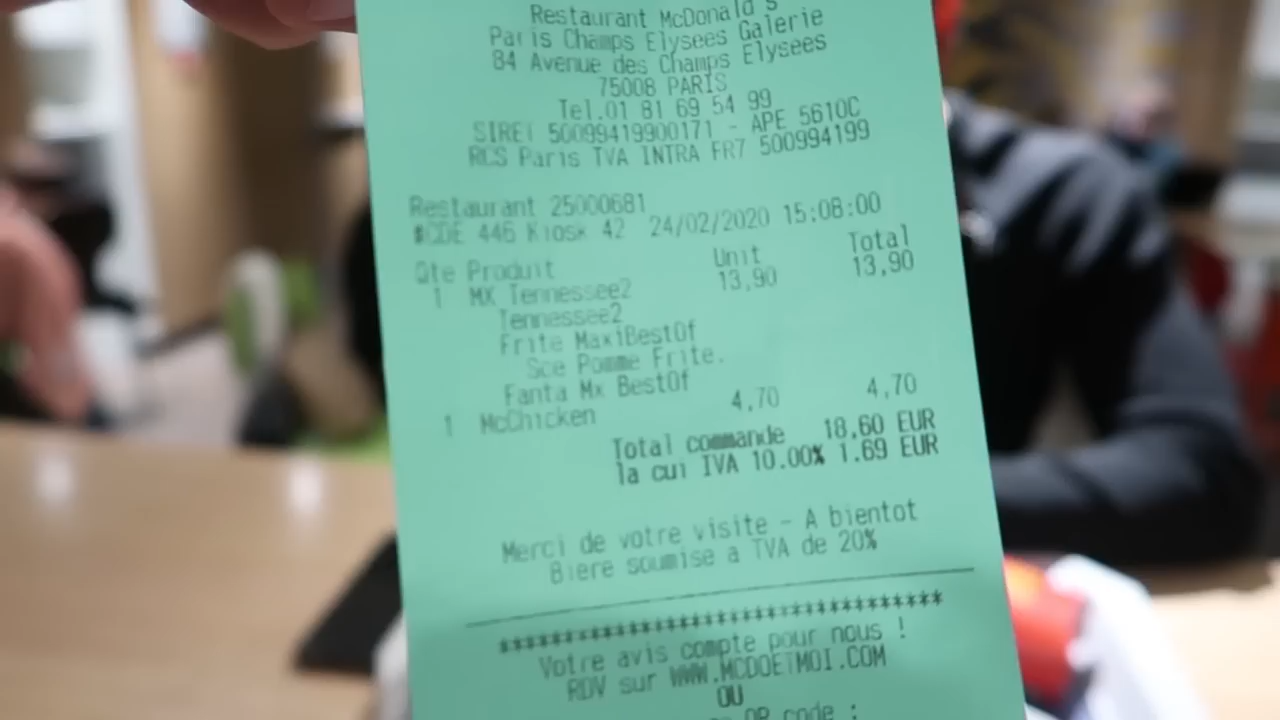 Restaurant McDonald's
Paris Champs Elysees Galerie
84 Avenue des Champs Elysees
75008 PARIS
Tel.01 81 69 54 99
SIRET 50099419900171 - APE 5610C
RCS Paris TVA INTRA FR7 500994199
Restaurant 25000681
#CDE 446 Kiosk 42 24/02/2020 15:08:00
Qte Produit Unit Total
1 MX Tennessee2 13,90 13,90
Tennessee2
Frite MaxiBestOf
Sce Pomme Frite.
Fanta Mx BestOf
1 McChicken 4,70 4,70
Total commande 18,60 EUR
la cui TVA 10.00% 1.69 EUR
Merci de votre visite - A bientot
Biere soumise a TVA de 20%
************************************
Votre avis compte pour nous !
RDV sur WWW.MCDOETMOI.COM
OU
QR code :